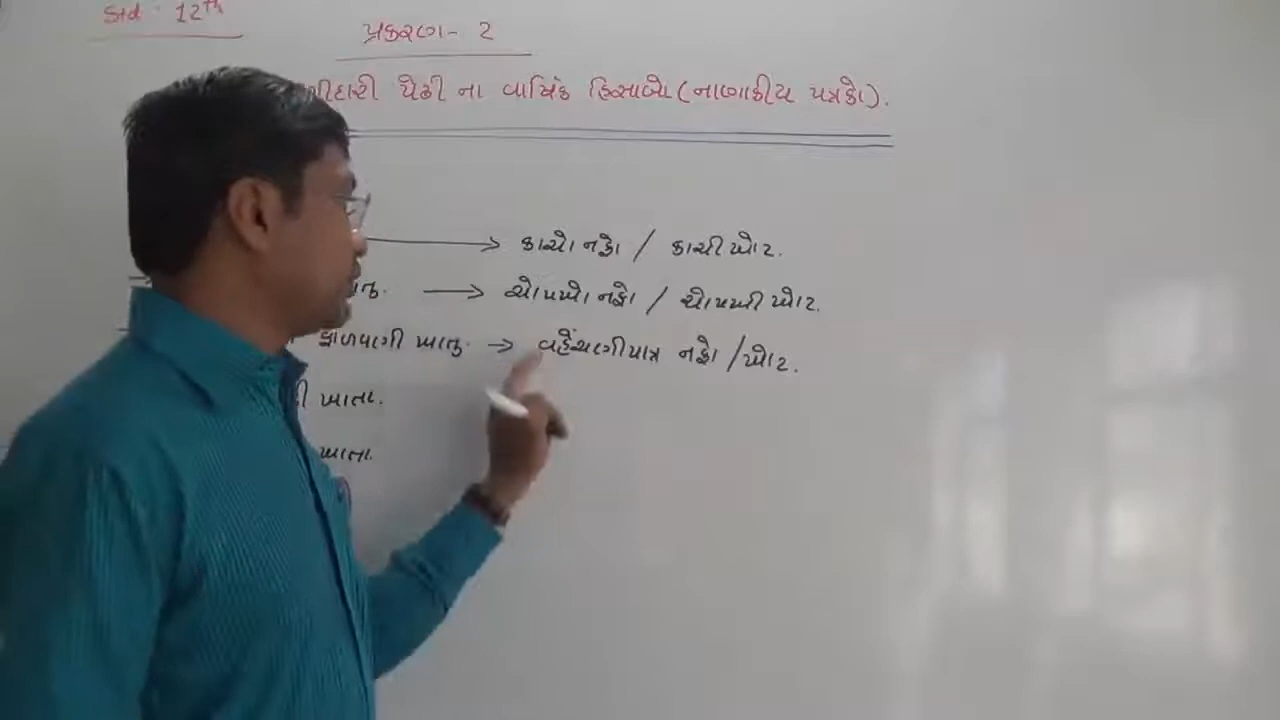 Std : 12th
પ્રકરણ - 2
પેઢી ના વાર્ષિક હિસાબો (નાણાકીય પત્રકો).
→ કાચો નફો / કાચી ખોટ.
→ ચોખ્ખો નફો / ચોખ્ખી ખોટ.
ફાળવણી ખાતુ. → વહેંચણીપાત્ર નફો / ખોટ.
ખાતા.
ખાતા.